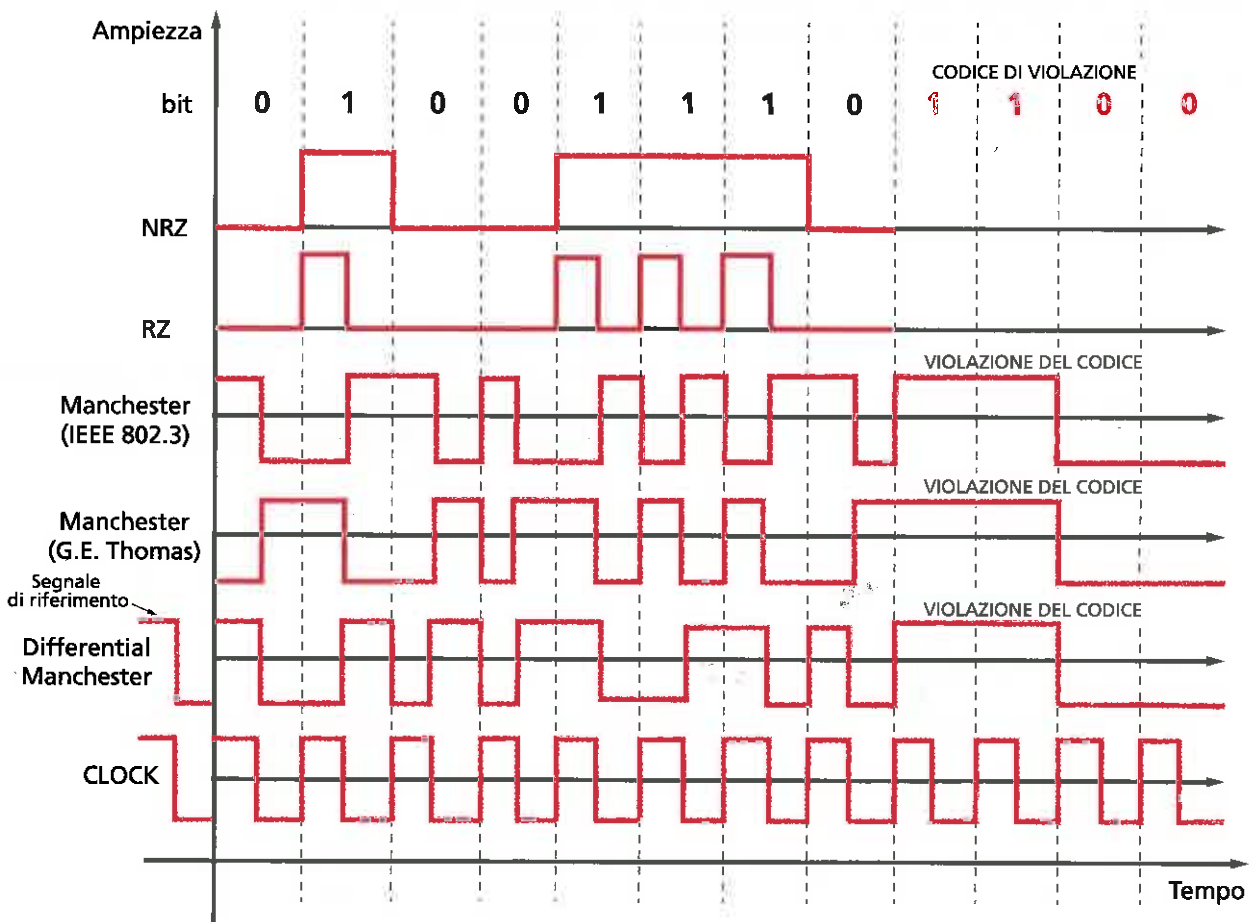 Ampiezza
CODICE DI VIOLAZIONE
bit 0 1 0 0 1 1 1 0 1 1 0 0
NRZ
RZ
VIOLAZIONE DEL CODICE
Manchester
(IEEE 802.3)
VIOLAZIONE DEL CODICE
Manchester
(G.E. Thomas)
Segnale
di riferimento
VIOLAZIONE DEL CODICE
Differential
Manchester
CLOCK
Tempo